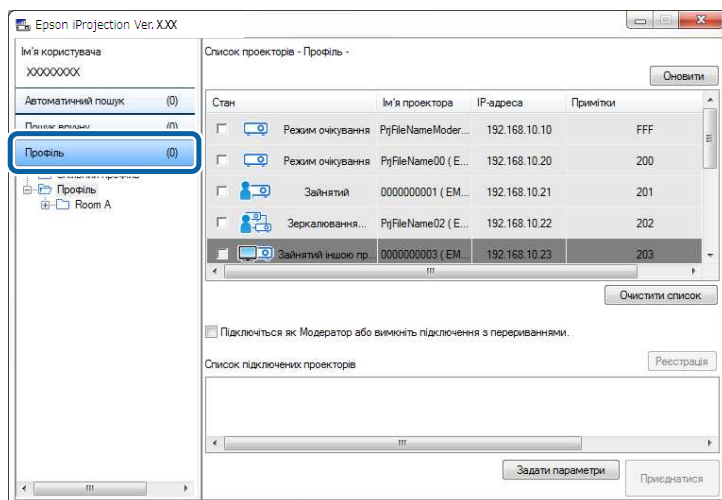 Epson iProjection Ver. X.XX
Ім'я користувача
XXXXXXXX
Автоматичний пошук (0)
Пошук вручну (0)
Профіль (0)
Спільний профіль
Профіль
Room A
Список проекторів - Профіль -
Оновити
Стан Ім'я проектора IP-адреса Примітки
Режим очікування PrjFileNameModer... 192.168.10.10 FFF
Режим очікування PrjFileName00 ( E... 192.168.10.20 200
Зайнятий 0000000001 ( EM... 192.168.10.21 201
Зеркалювання... PrjFileName02 ( E... 192.168.10.22 202
Зайнятий іншою пр... 0000000003 ( EM... 192.168.10.23 203
Очистити список
Підключіться як Модератор або вимкніть підключення з перериваннями.
Список підключених проекторів
Реєстрація
Задати параметри
Приєднатися